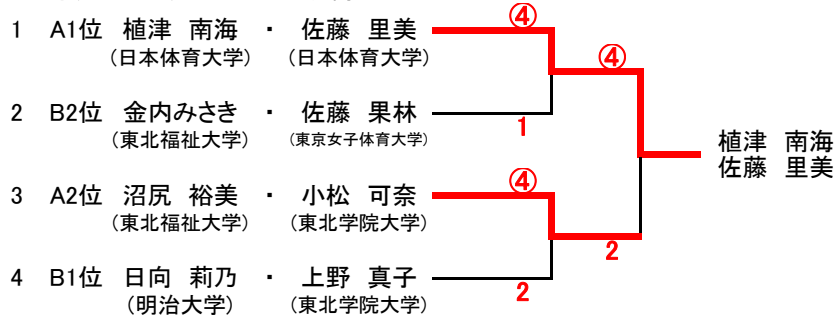 1 A1位 植津 南海 ・ 佐藤 里美 ④
(日本体育大学) (日本体育大学) ④
2 B2位 金内みさき ・ 佐藤 果林 1
(東北福祉大学) (東京女子体育大学)
植津 南海
佐藤 里美
3 A2位 沼尻 裕美 ・ 小松 可奈 ④
(東北福祉大学) (東北学院大学) 2
4 B1位 日向 莉乃 ・ 上野 真子 2
(明治大学) (東北学院大学)